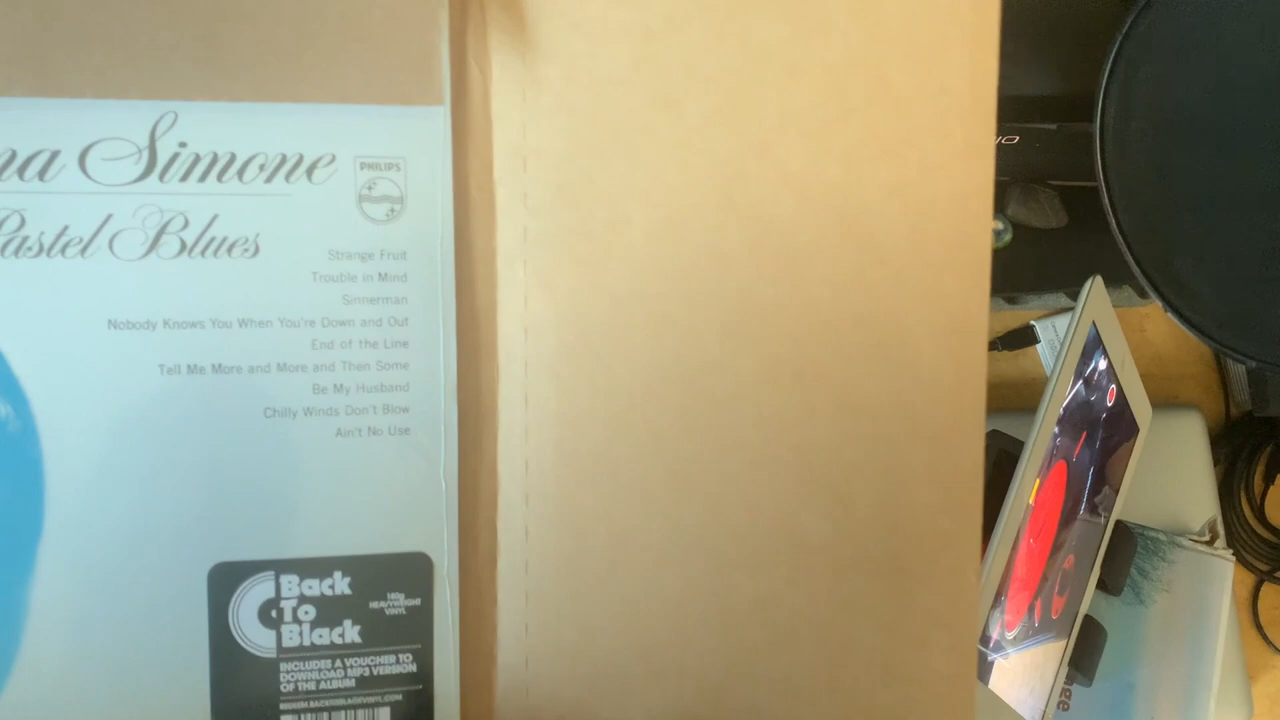 na Simone
PHILIPS
Pastel Blues
Strange Fruit
Trouble in Mind
Sinnerman
Nobody Knows You When You're Down and Out
End of the Line
Tell Me More and More and Then Some
Be My Husband
Chilly Winds Don't Blow
Ain't No Use
Back
To
Black
180g
HEAVYWEIGHT
VINYL
INCLUDES A VOUCHER TO
DOWNLOAD MP3 VERSION
OF THE ALBUM